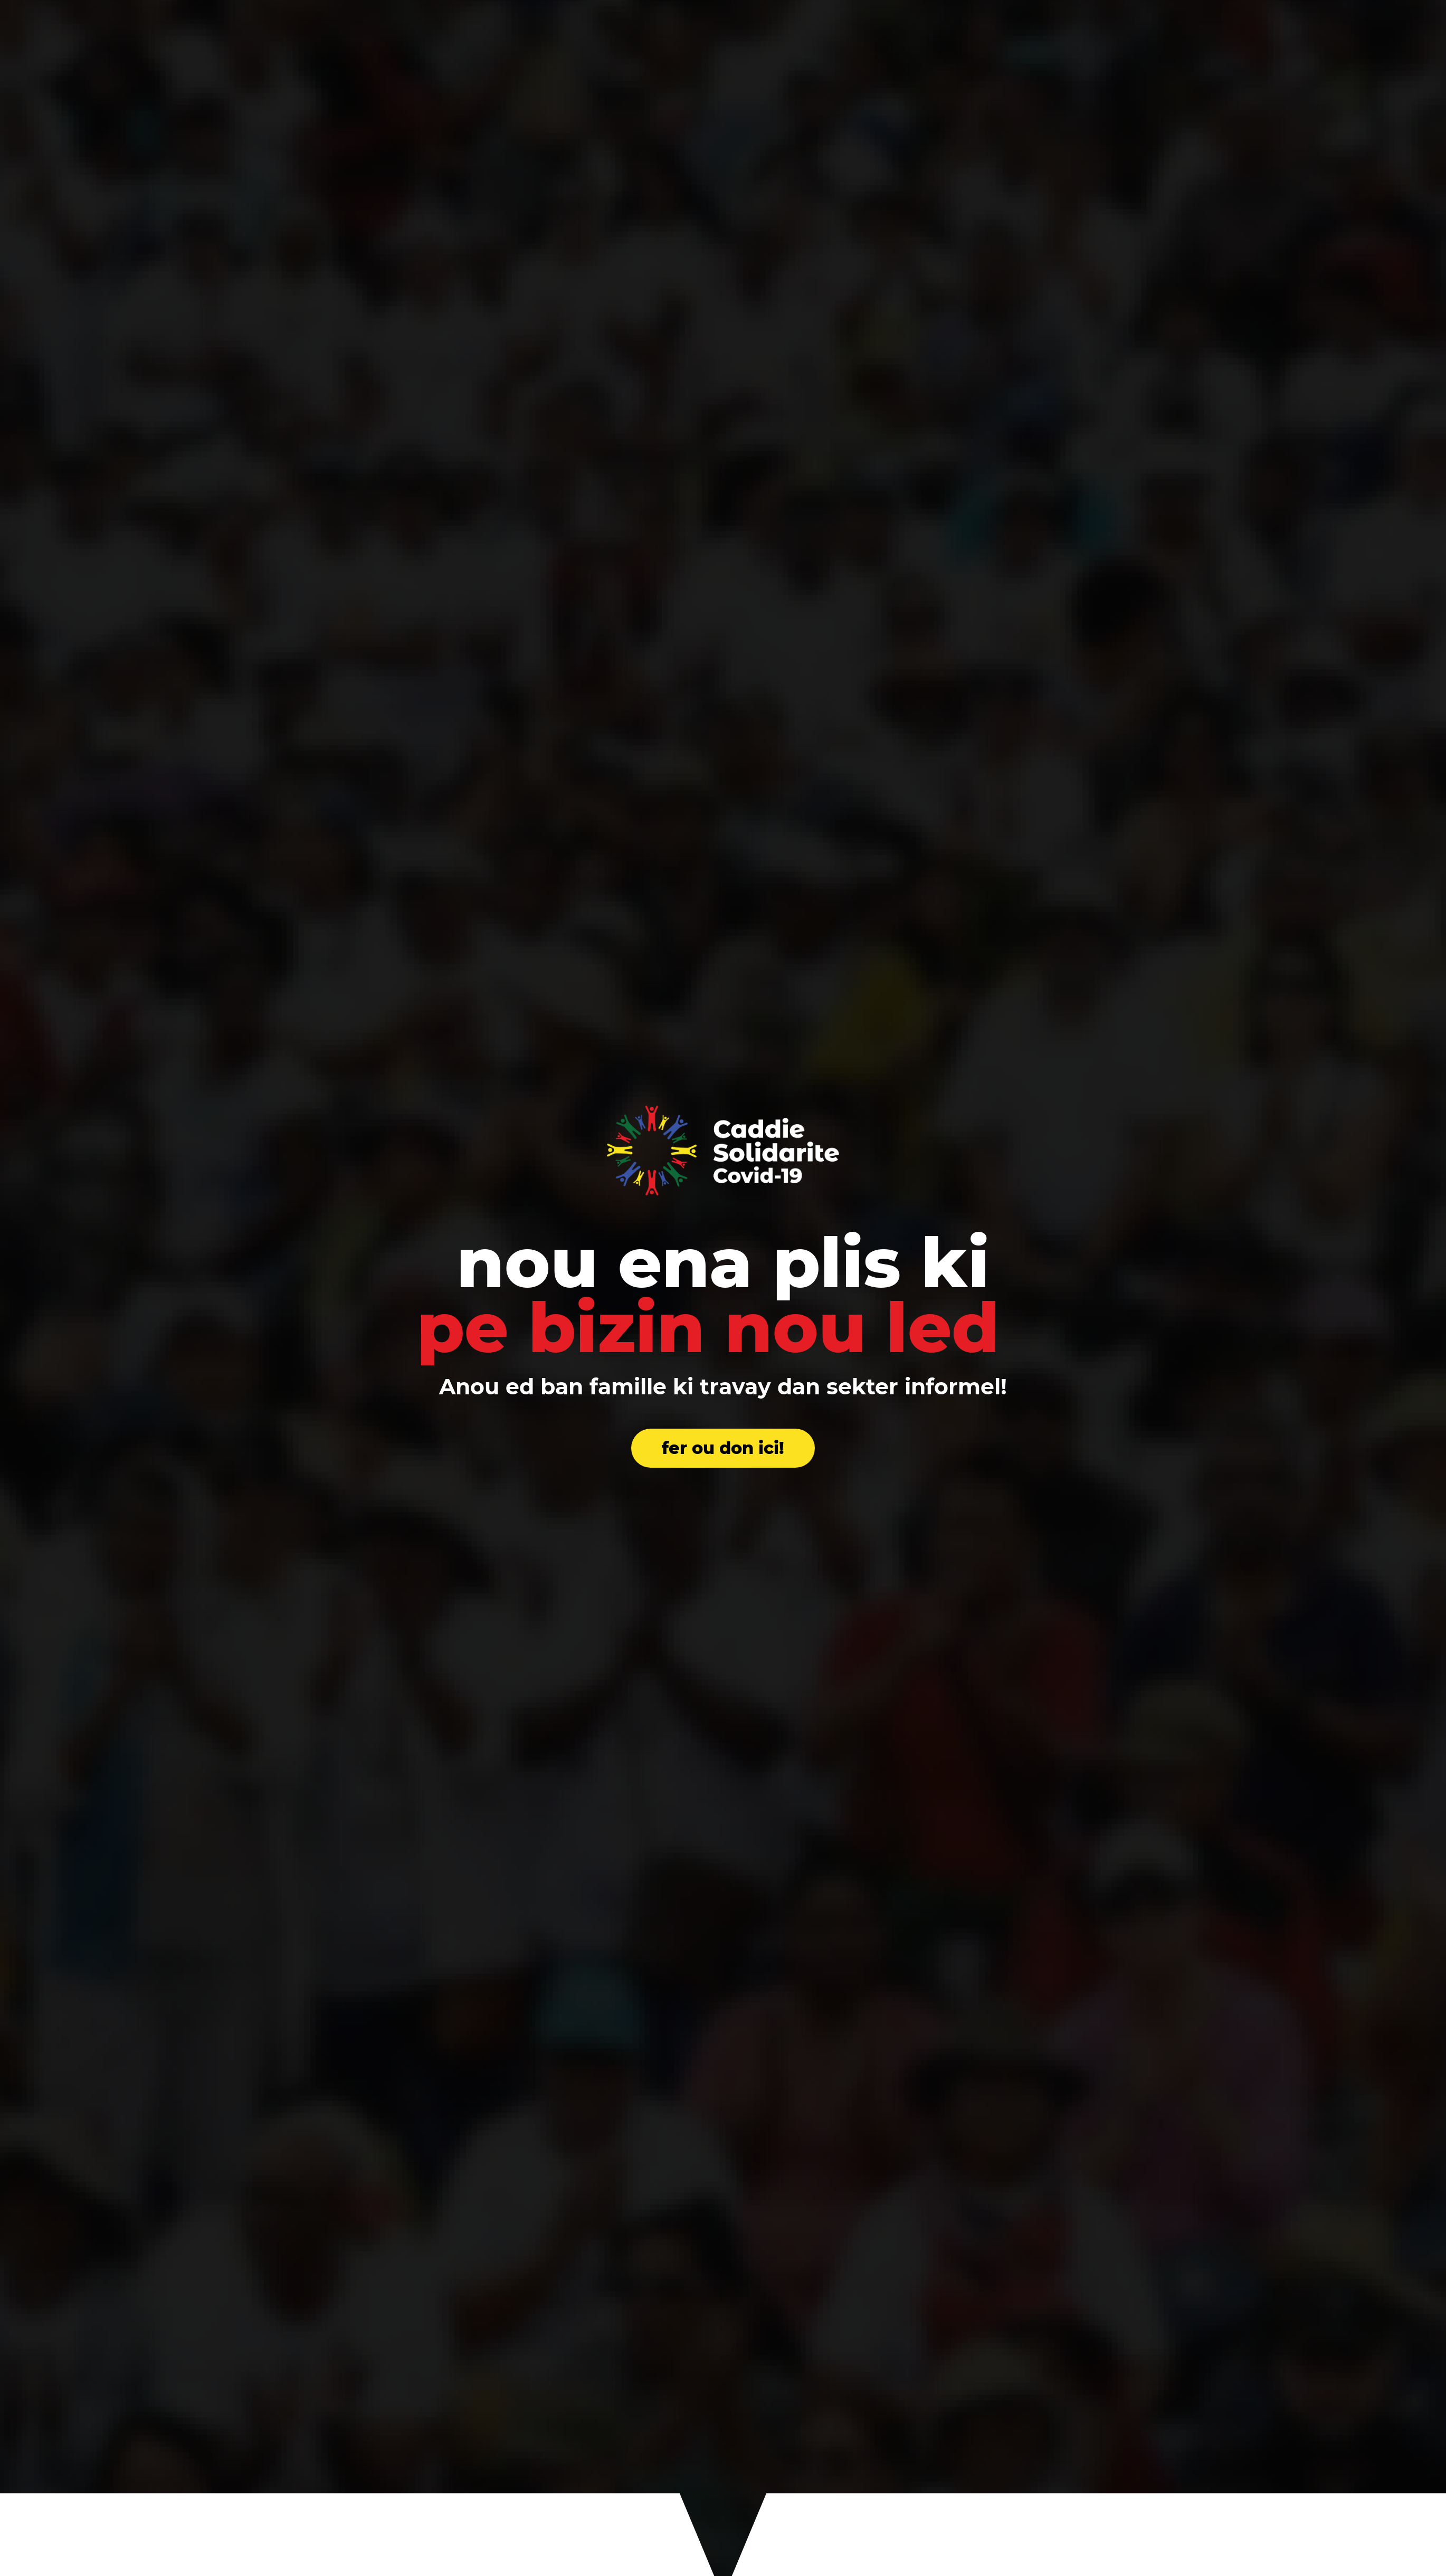 Caddie
Solidarite
Covid-19
nou ena plis ki
pe bizin nou led
Anou ed ban famille ki travay dan sekter informel!
fer ou don ici!